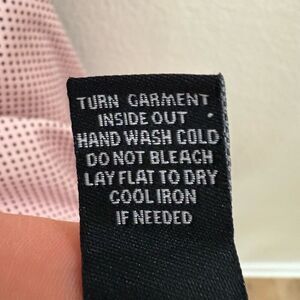 TURN GARMENT
INSIDE OUT
HAND WASH COLD
DO NOT BLEACH
LAY FLAT TO DRY
COOL IRON
IF NEEDED